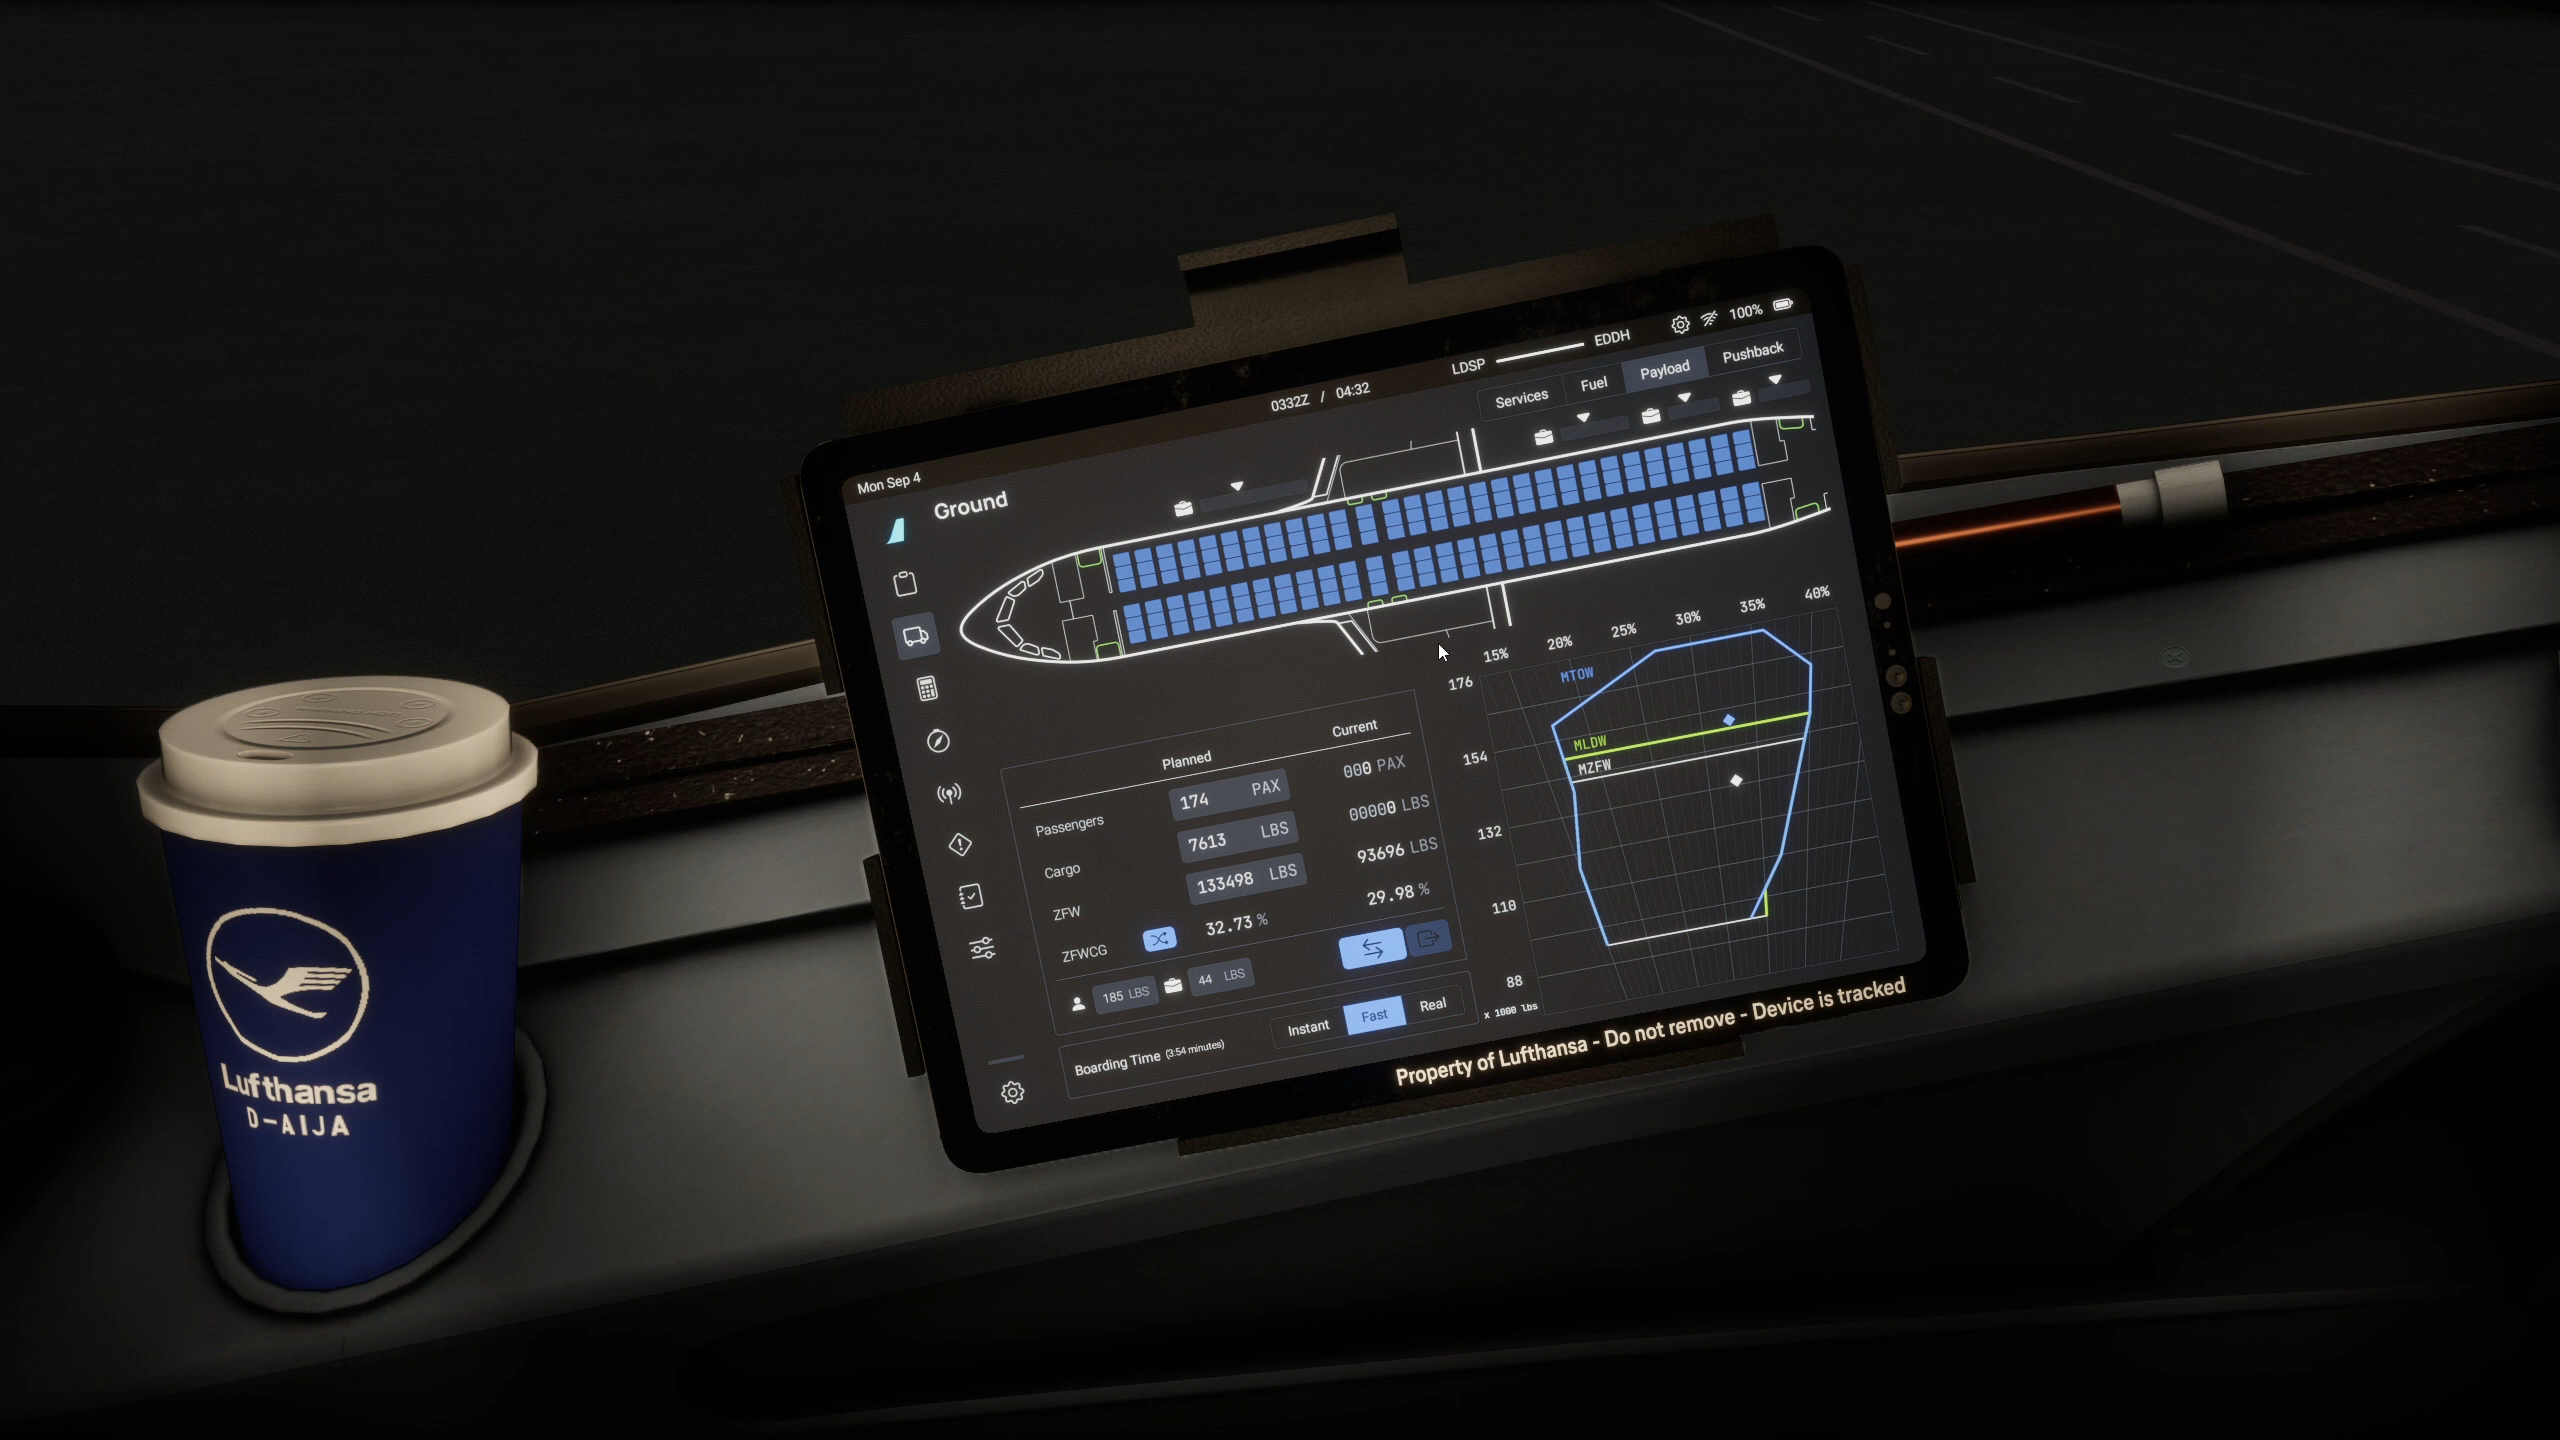 Mon Sep 4
0332Z / 04:32
LDSP
EDDH
100%
Ground
Services
Fuel
Payload
Pushback
Planned
Current
Passengers
174 PAX
000 PAX
Cargo
7613 LBS
00000 LBS
ZFW
133498 LBS
93696 LBS
ZFWCG
32.73 %
29.98 %
185 LBS
44 LBS
Boarding Time (3:54 minutes)
Instant
Fast
Real
15%
20%
25%
30%
35%
40%
176
154
132
110
88
x 1000 lbs
MTOW
MLDW
MZFW
Property of Lufthansa - Do not remove - Device is tracked
Lufthansa
D-AIJA